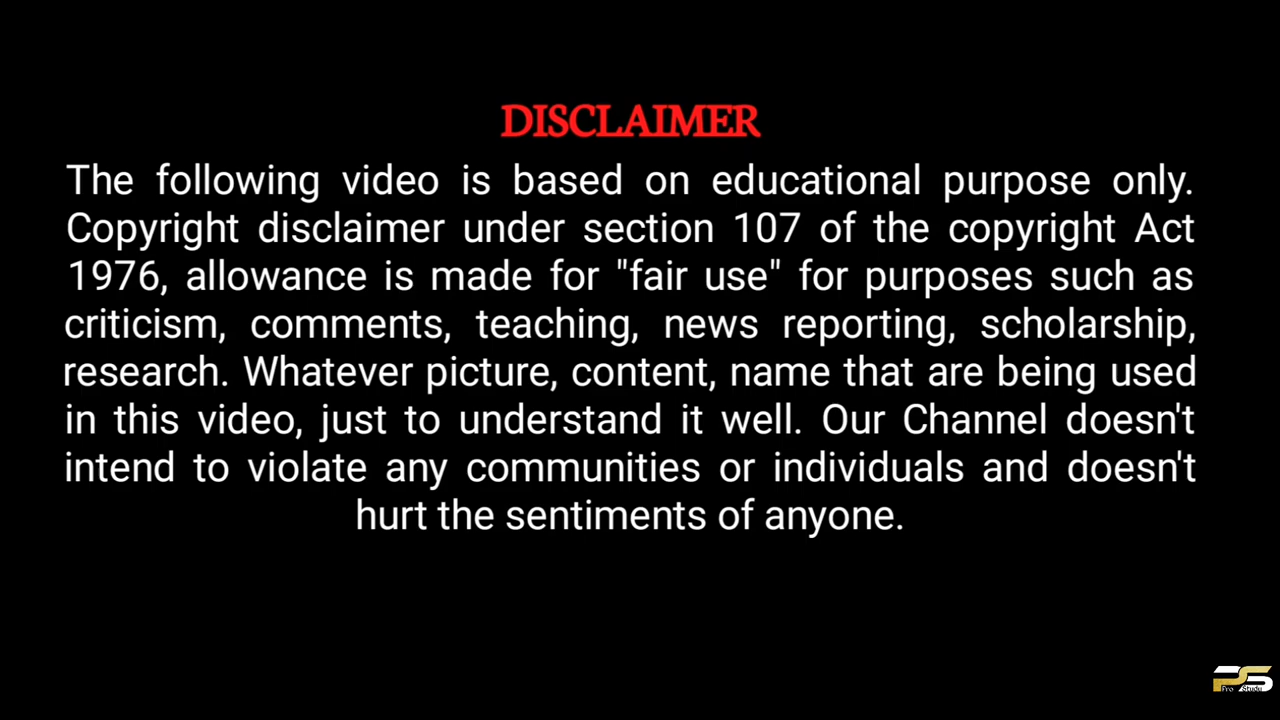 DISCLAIMER
The following video is based on educational purpose only.
Copyright disclaimer under section 107 of the copyright Act
1976, allowance is made for "fair use" for purposes such as
criticism, comments, teaching, news reporting, scholarship,
research. Whatever picture, content, name that are being used
in this video, just to understand it well. Our Channel doesn't
intend to violate any communities or individuals and doesn't
hurt the sentiments of anyone.
PS
Pro Study